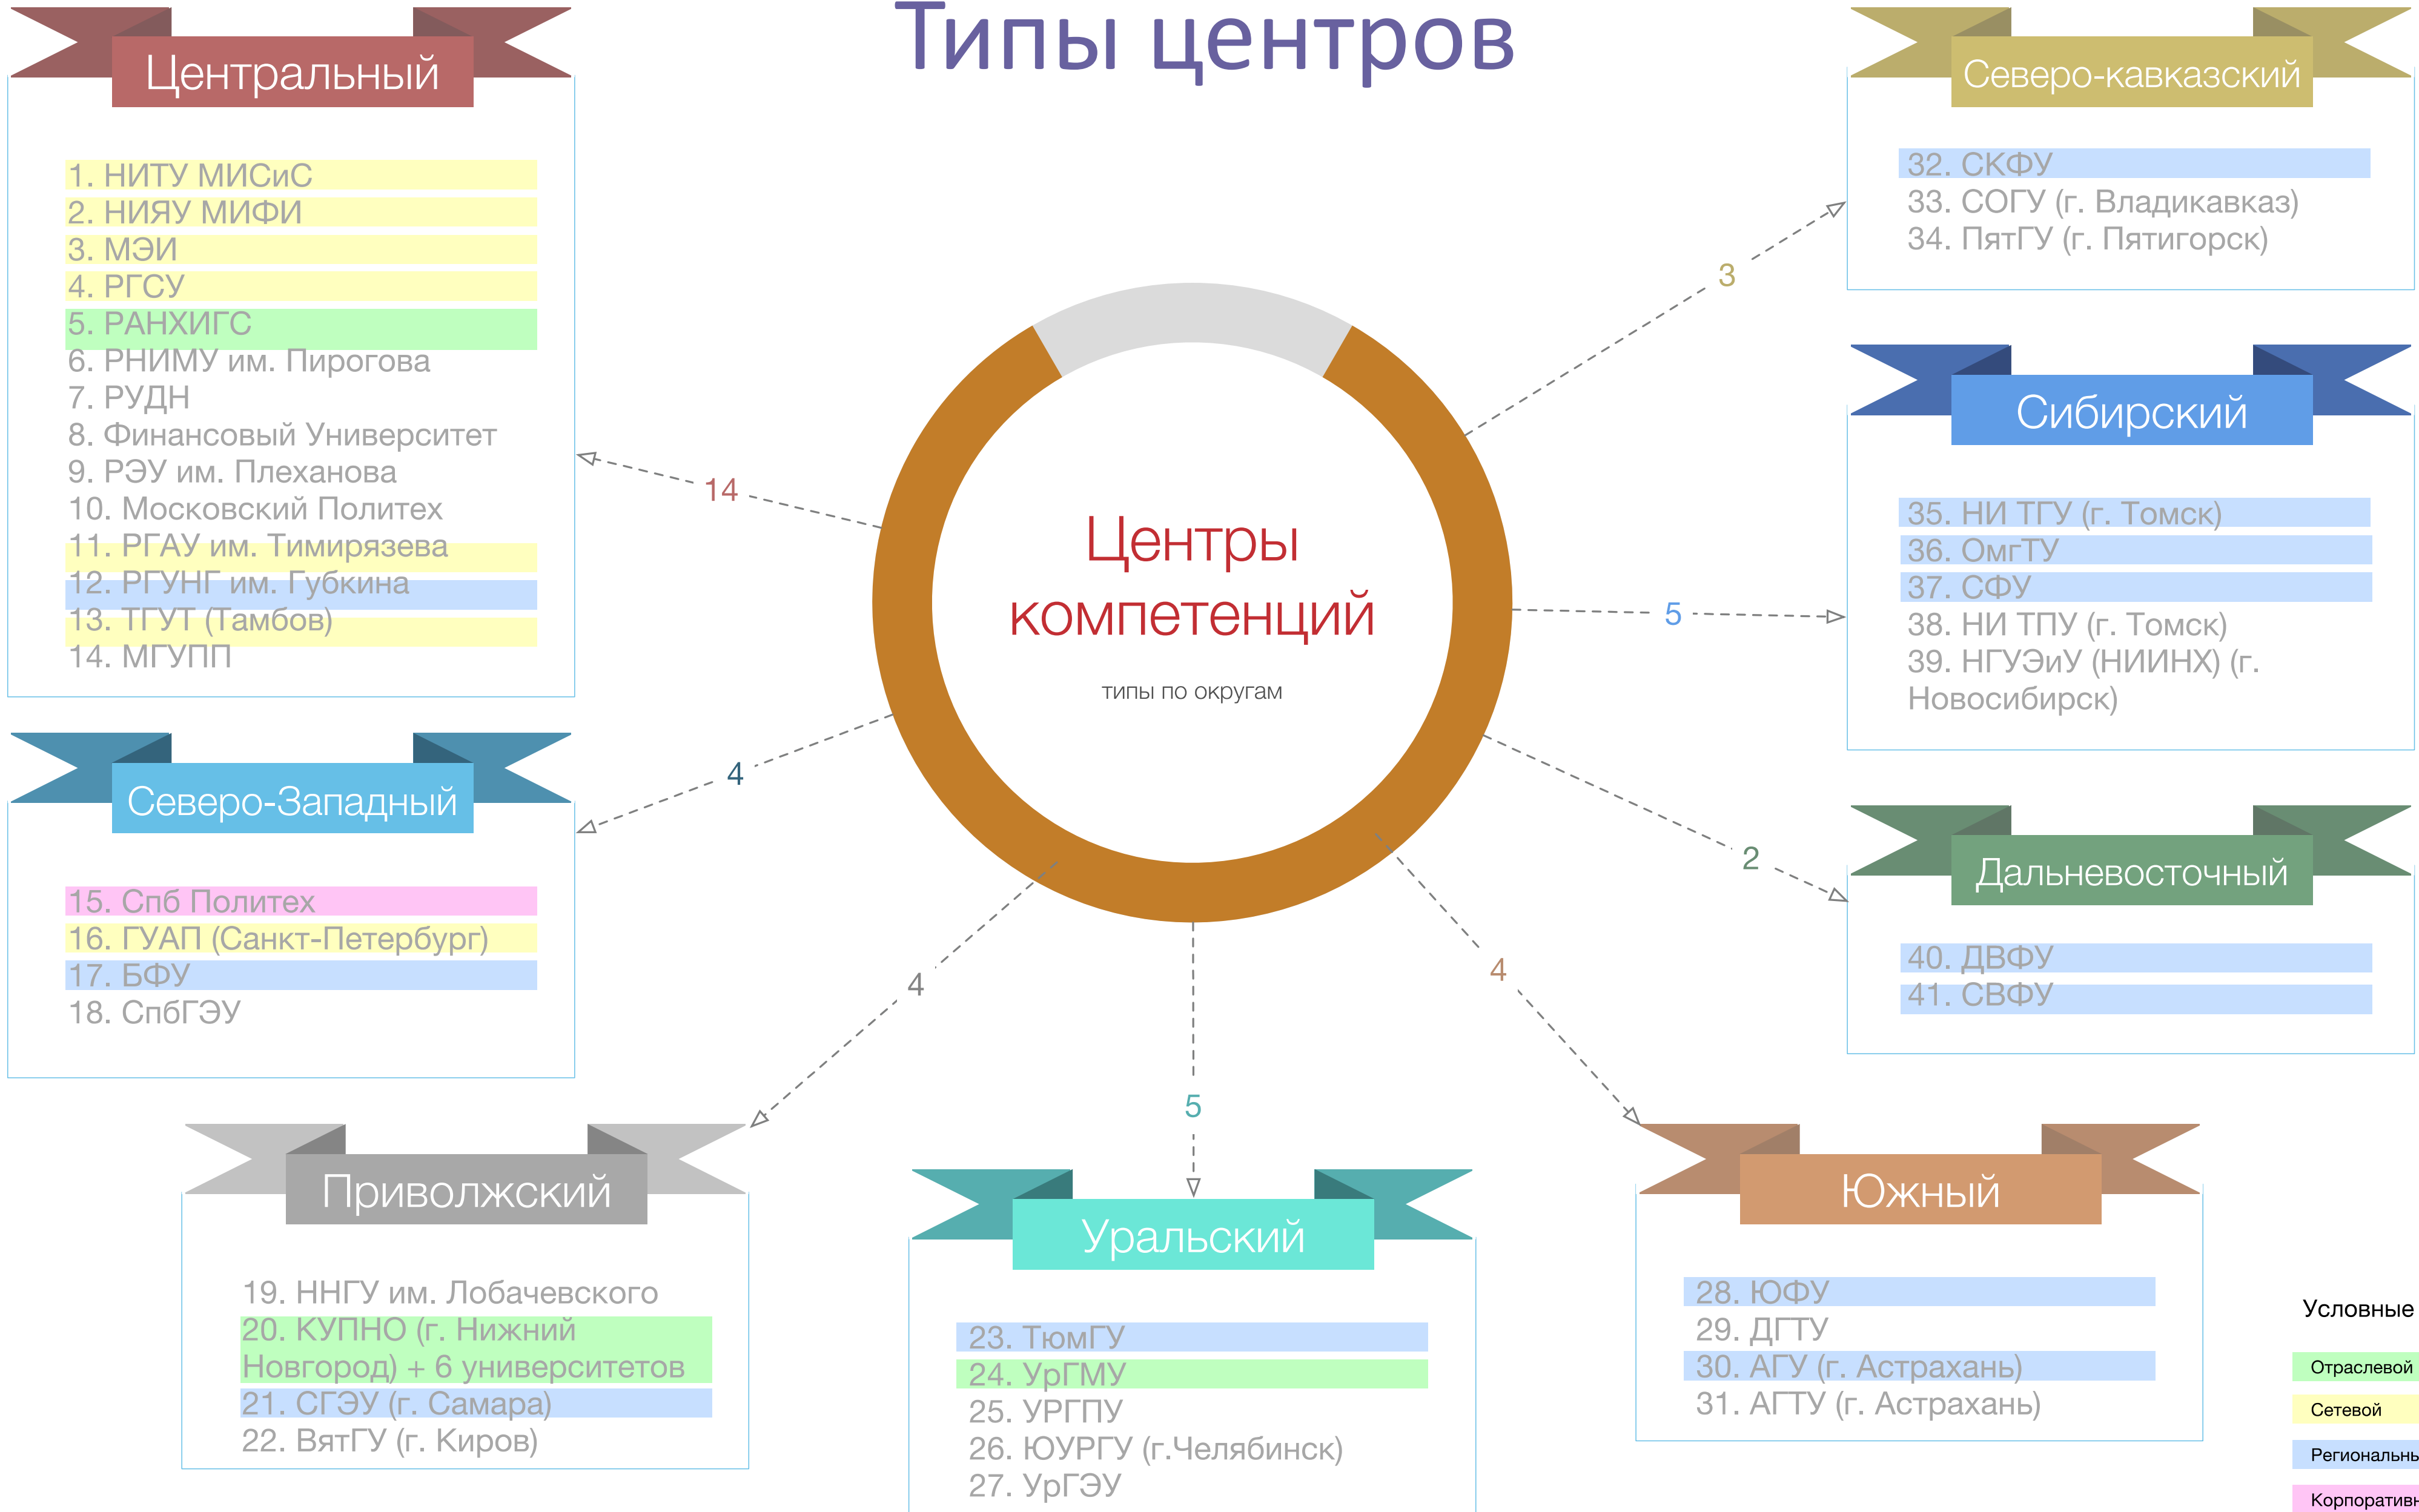 Типы центров
Центральный
1. НИТУ МИСиС
2. НИЯУ МИФИ
3. МЭИ
4. РГСУ
5. РАНХИГС
6. РНИМУ им. Пирогова
7. РУДН
8. Финансовый Университет
9. РЭУ им. Плеханова
10. Московский Политех
11. РГАУ им. Тимирязева
12. РГУНГ им. Губкина
13. ТГУТ (Тамбов)
14. МГУПП
Северо-Западный
15. Спб Политех
16. ГУАП (Санкт-Петербург)
17. БФУ
18. СпбГЭУ
Приволжский
19. ННГУ им. Лобачевского
20. КУПНО (г. Нижний
Новгород) + 6 университетов
21. СГЭУ (г. Самара)
22. ВятГУ (г. Киров)
Центры
компетенций
типы по округам
14
4
4
5
4
2
5
3
Уральский
23. ТюмГУ
24. УрГМУ
25. УРГПУ
26. ЮУРГУ (г.Челябинск)
27. УрГЭУ
Южный
28. ЮФУ
29. ДГТУ
30. АГУ (г. Астрахань)
31. АГТУ (г. Астрахань)
Северо-кавказский
32. СКФУ
33. СОГУ (г. Владикавказ)
34. ПятГУ (г. Пятигорск)
Сибирский
35. НИ ТГУ (г. Томск)
36. ОмгТУ
37. СФУ
38. НИ ТПУ (г. Томск)
39. НГУЭиУ (НИИНХ) (г.
Новосибирск)
Дальневосточный
40. ДВФУ
41. СВФУ
Условные
Отраслевой
Сетевой
Региональны
Корпоративн